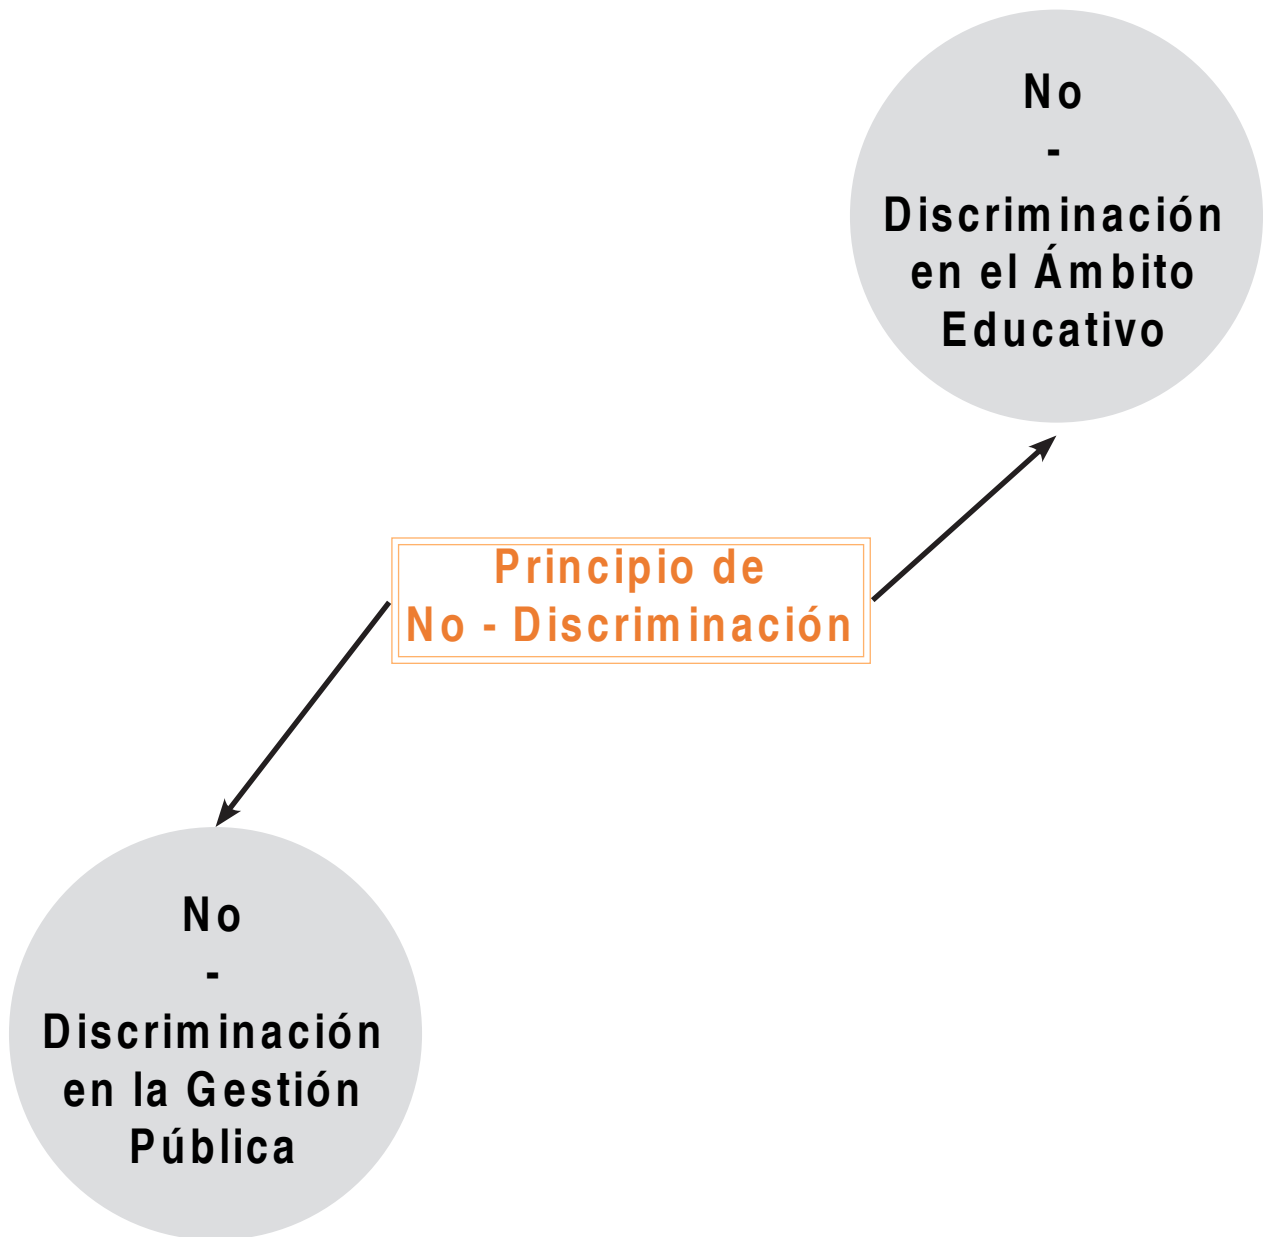 No
-
Discriminación
en el Ámbito
Educativo
Principio de
No - Discriminación
No
-
Discriminación
en la Gestión
Pública